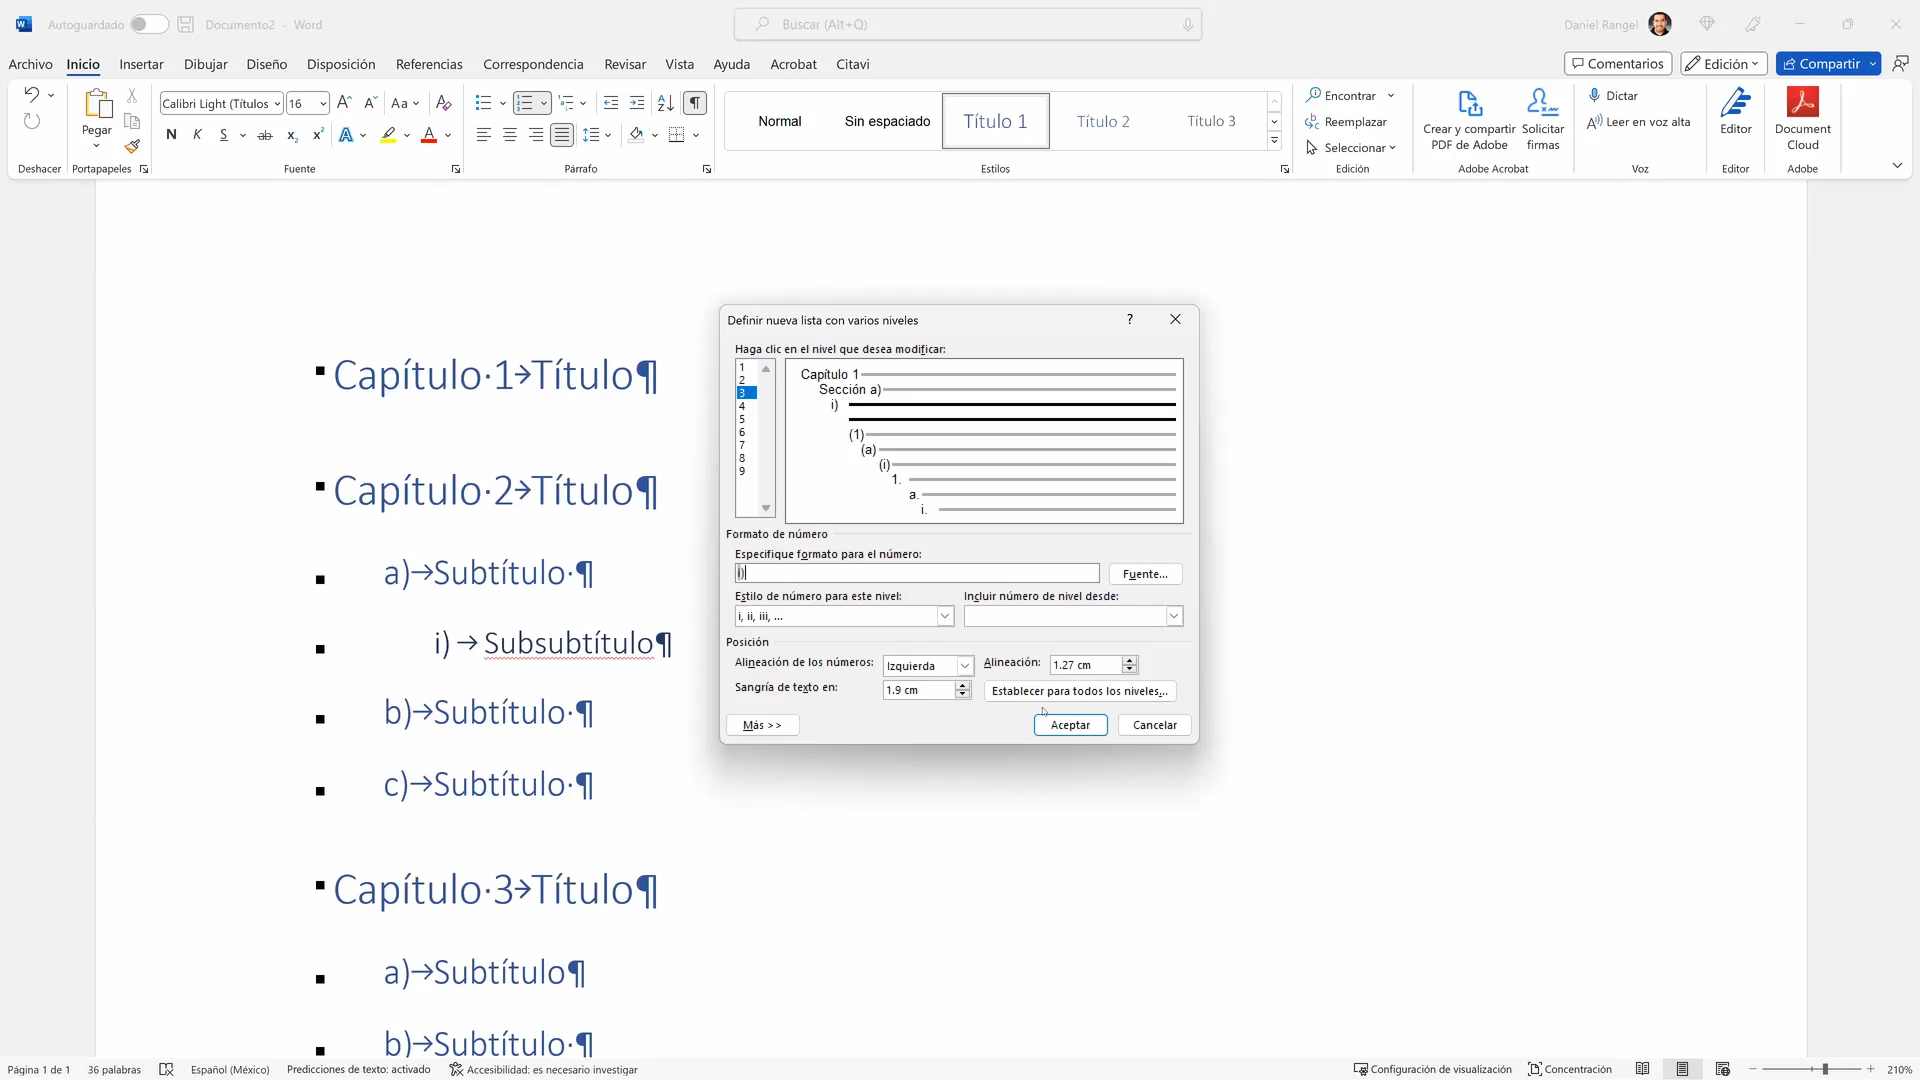 Autoguardado
Documento2 - Word
Buscar (Alt+Q)
Daniel Rangel
Archivo Inicio Insertar Dibujar Diseño Disposición Referencias Correspondencia Revisar Vista Ayuda Acrobat Citavi
Comentarios Edición Compartir
Pegar
Calibri Light (Títulos 16
Aa
N K S ab x₂ x²
Normal Sin espaciado Título 1 Título 2 Título 3
Encontrar
Reemplazar
Seleccionar
Crear y compartir PDF de Adobe
Solicitar firmas
Dictar
Leer en voz alta
Editor
Document Cloud
Deshacer Portapapeles Fuente Párrafo Estilos Edición Adobe Acrobat Voz Editor Adobe
Capítulo·1→Título¶
Capítulo·2→Título¶
a)→Subtítulo·¶
i)→Subsubtítulo¶
b)→Subtítulo·¶
c)→Subtítulo·¶
Capítulo·3→Título¶
a)→Subtítulo¶
b)→Subtítulo·¶
Definir nueva lista con varios niveles ?
Haga clic en el nivel que desea modificar:
1
2
3
4
5
6
7
8
9
Capítulo 1
Sección a)
i)
(1)
(a)
(i)
1.
a.
i.
Formato de número
Especifique formato para el número:
i)
Fuente...
Estilo de número para este nivel: Incluir número de nivel desde:
i, ii, iii, ...
Posición
Alineación de los números: Izquierda Alineación: 1.27 cm
Sangría de texto en: 1.9 cm Establecer para todos los niveles...
Más >> Aceptar Cancelar
Página 1 de 1 36 palabras Español (México) Predicciones de texto: activado Accesibilidad: es necesario investigar
Configuración de visualización Concentración 210%